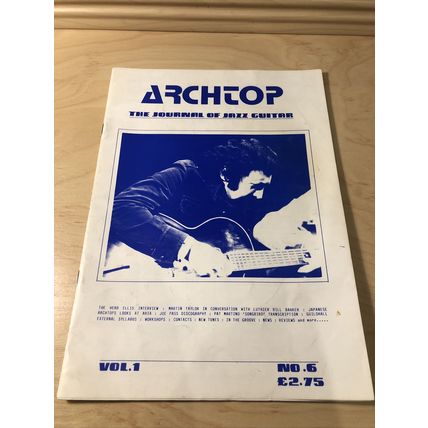 ARCHTOP
THE JOURNAL OF JAZZ GUITAR
THE HERB ELLIS INTERVIEW : MARTIN TAYLOR IN CONVERSATION WITH LUTHIER BILL BARKER : JAPANESE
ARCHTOPS LOOKS AT ARIA : JOE PASS DISCOGRAPHY : PAT MARTINO 'SONGBIRD' TRANSCRIPTION : GUILDHALL
EXTERNAL SYLLABUS : WORKSHOPS : CONTACTS : NEW TUNES : IN THE GROOVE : NEWS : REVIEWS and more.....
VOL.1
NO.6
£2.75